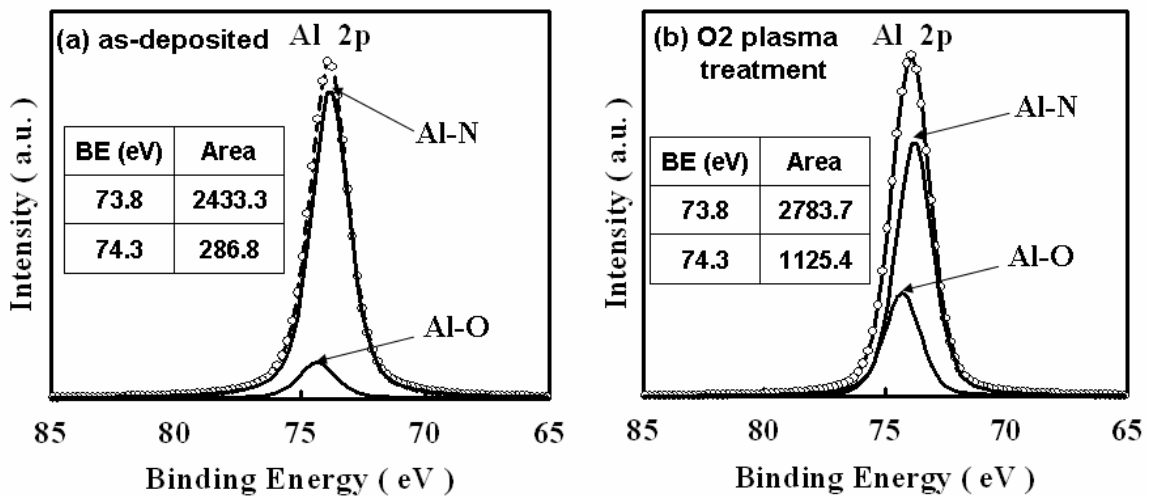 (a) as-deposited
Al 2p
Al-N
BE (eV) Area
73.8 2433.3
74.3 286.8
Al-O
Intensity ( a.u. )
85 80 75 70 65
Binding Energy ( eV )
(b) O2 plasma
treatment
Al 2p
Al-N
BE (eV) Area
73.8 2783.7
74.3 1125.4
Al-O
Intensity ( a.u. )
85 80 75 70 65
Binding Energy ( eV )